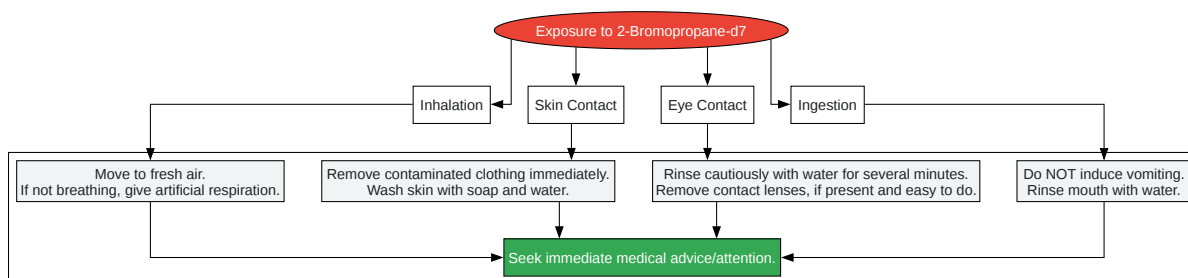 Exposure to 2-Bromopropane-d7
Inhalation
Skin Contact
Eye Contact
Ingestion
Move to fresh air.
If not breathing, give artificial respiration.
Remove contaminated clothing immediately.
Wash skin with soap and water.
Rinse cautiously with water for several minutes.
Remove contact lenses, if present and easy to do.
Do NOT induce vomiting.
Rinse mouth with water.
Seek immediate medical advice/attention.